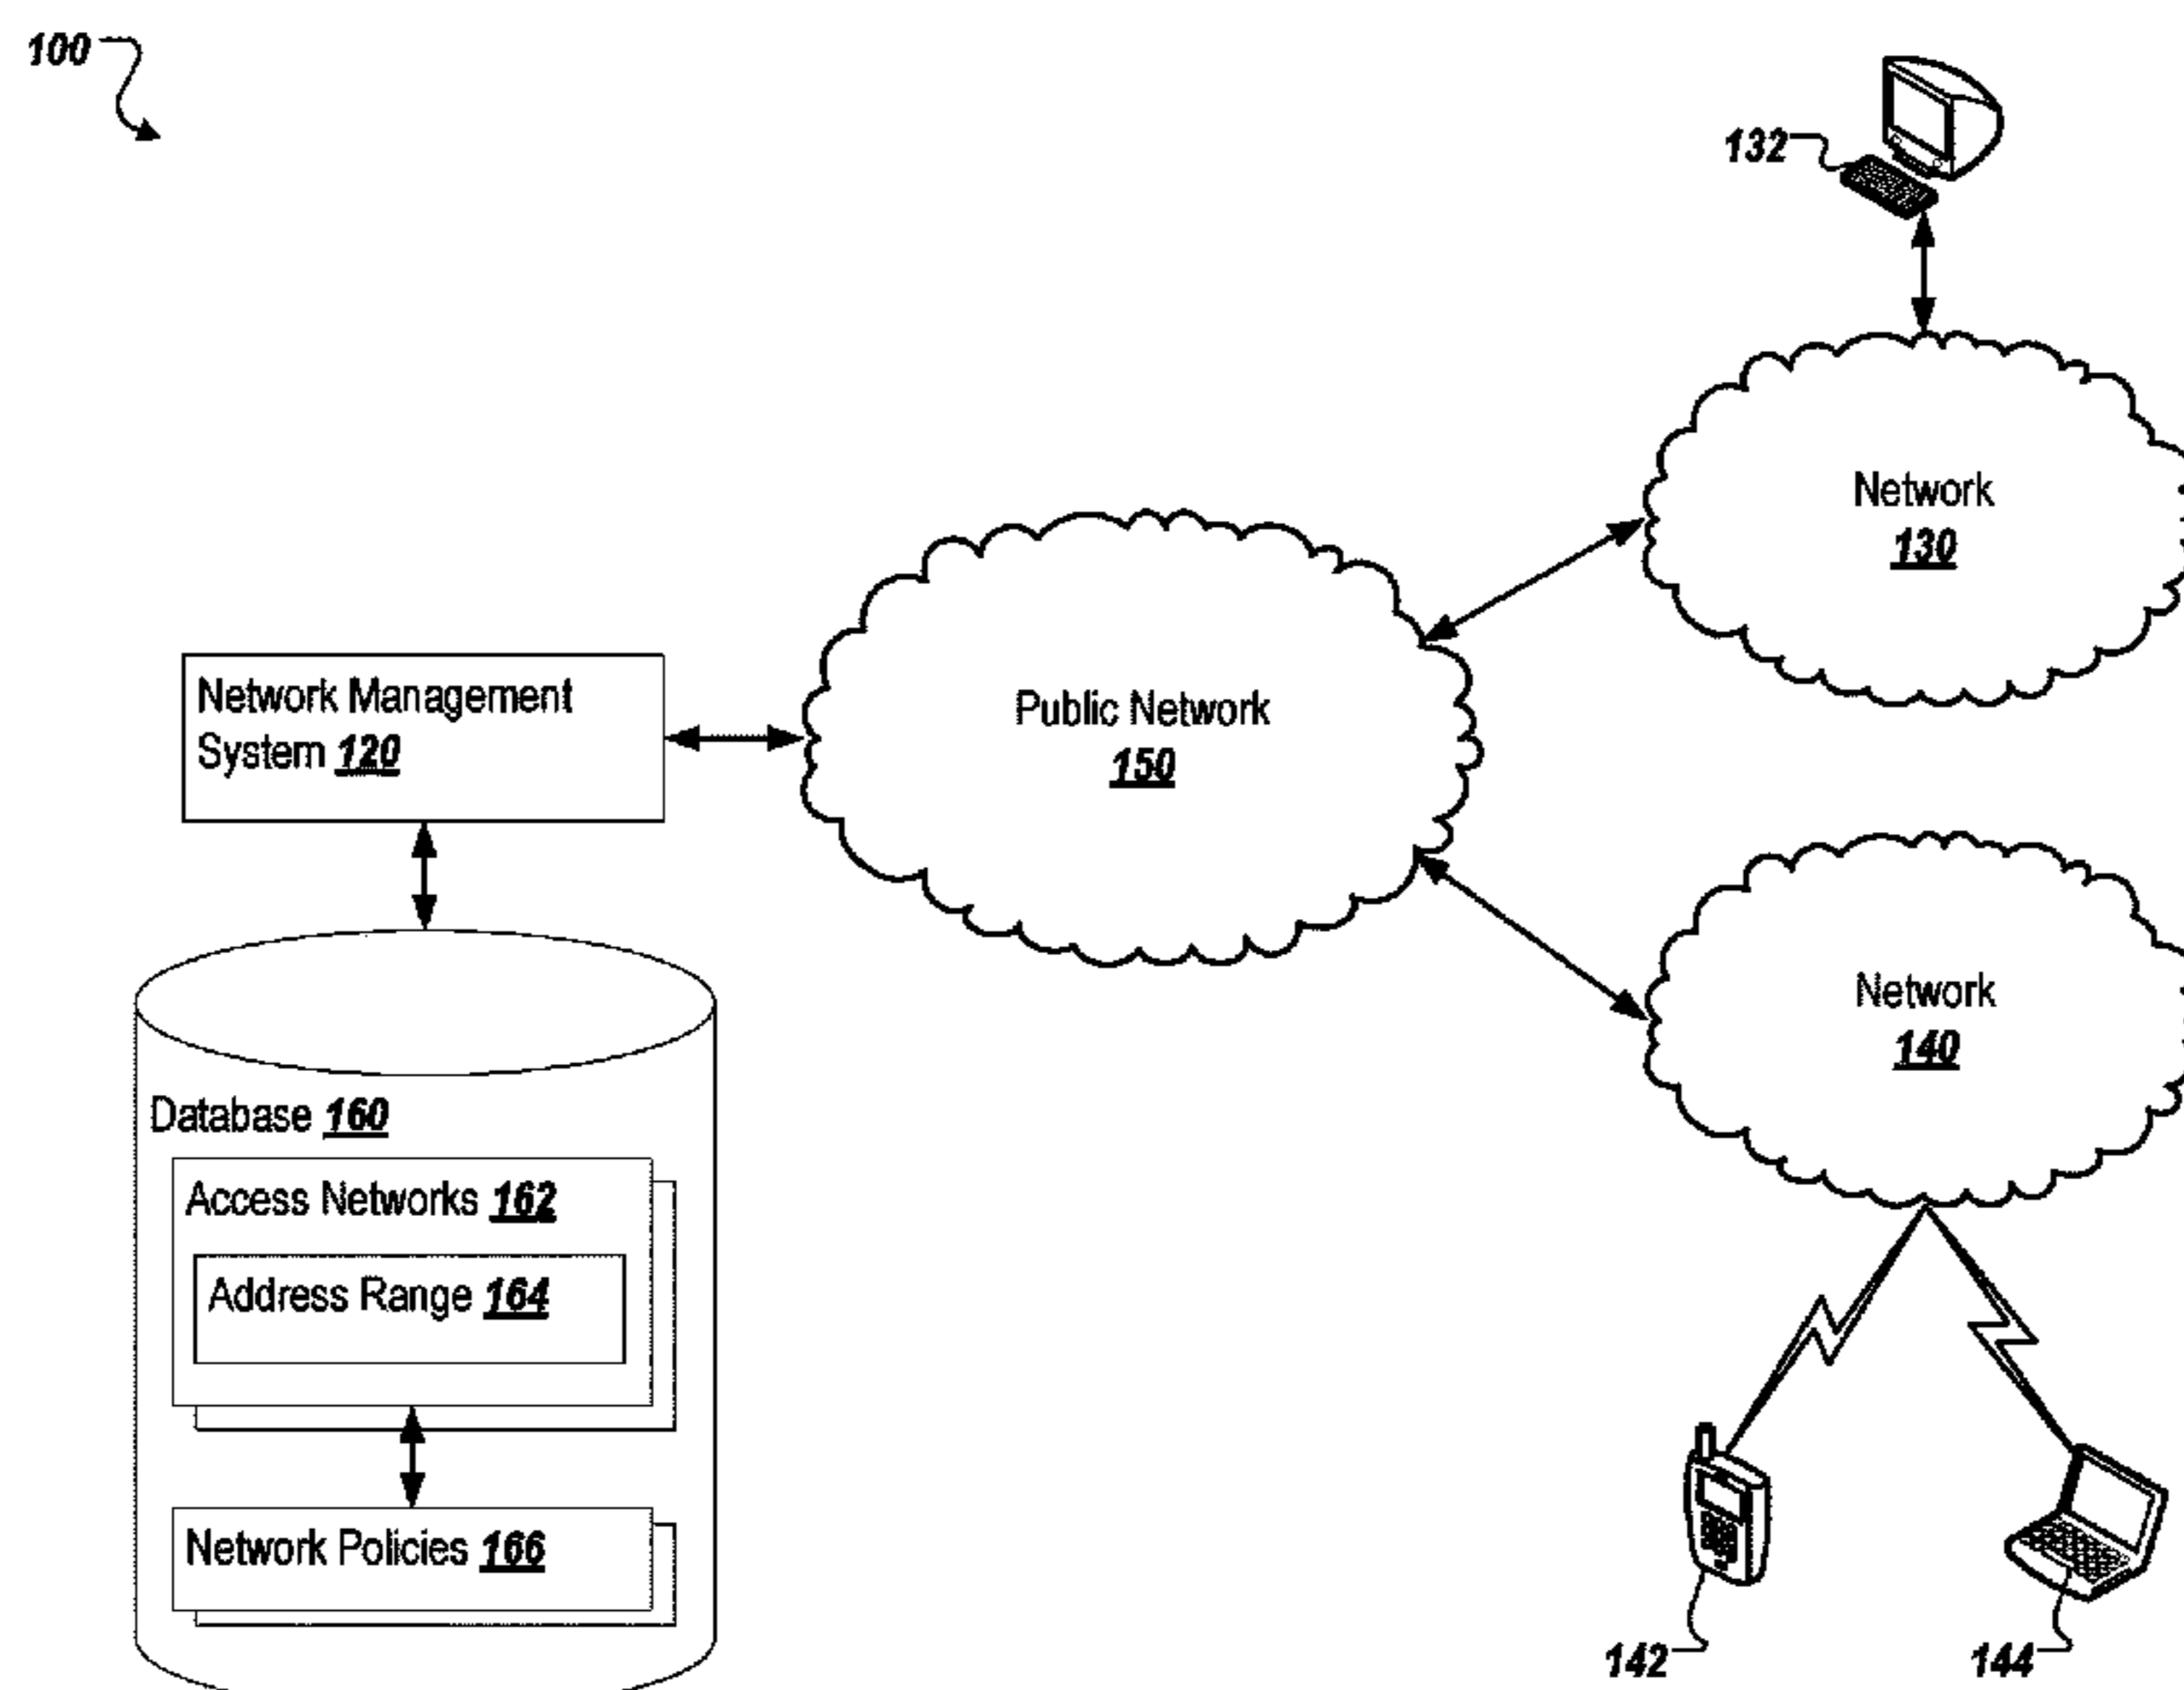 100
132
Network
130
Network Management
System 120
Public Network
150
Network
140
Database 160
Access Networks 162
Address Range 164
Network Policies 166
142
144